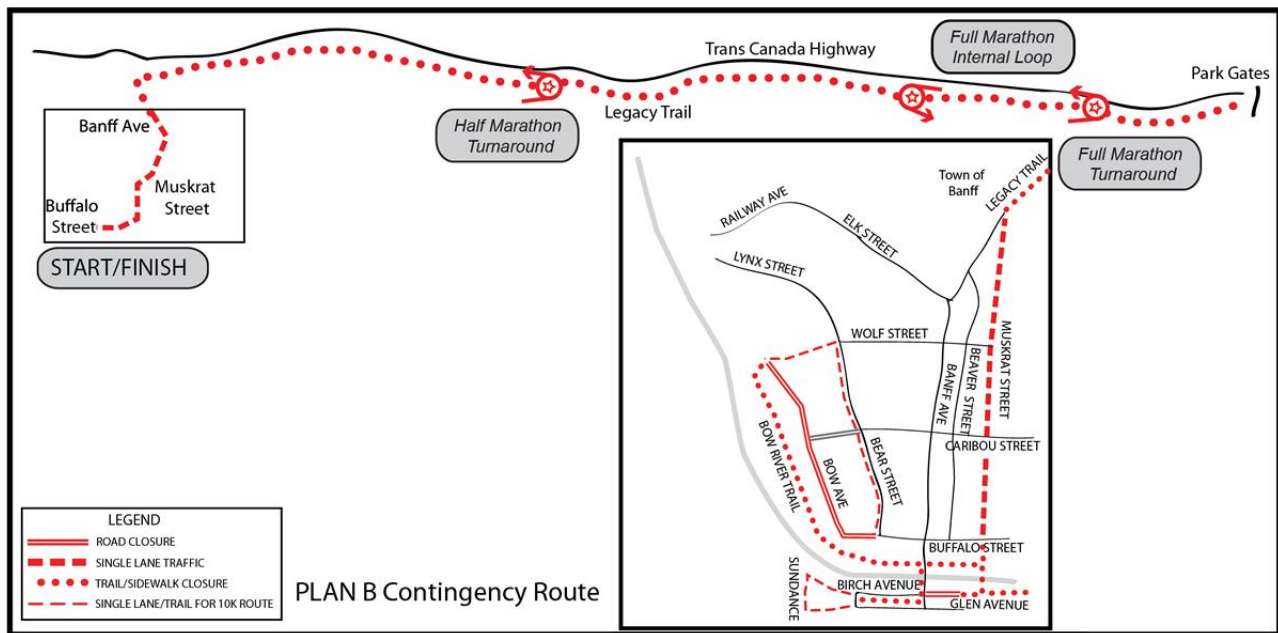 Full Marathon
Internal Loop
Trans Canada Highway
Park Gates
Legacy Trail
Half Marathon
Turnaround
Full Marathon
Turnaround
Banff Ave
Muskrat
Street
Buffalo
Street
START/FINISH
Town of
Banff
LEGACY TRAIL
RAILWAY AVE
ELK STREET
LYNX STREET
WOLF STREET
MUSKRAT STREET
BEAVER STREET
BANFF AVE
CARIBOU STREET
BEAR STREET
BOW AVE
BOW RIVER TRAIL
BUFFALO STREET
SUNDANCE
BIRCH AVENUE
GLEN AVENUE
LEGEND
ROAD CLOSURE
SINGLE LANE TRAFFIC
TRAIL/SIDEWALK CLOSURE
SINGLE LANE/TRAIL FOR 10K ROUTE
PLAN B Contingency Route